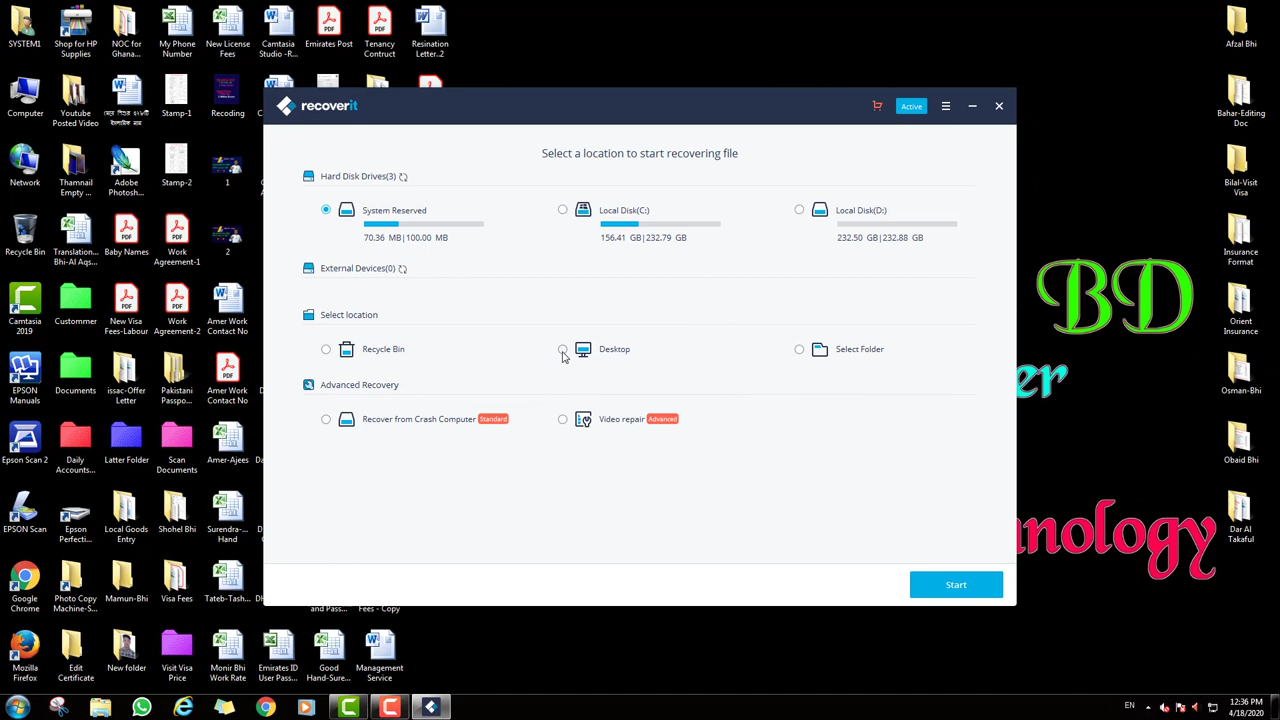 SYSTEM1
Shop for HP
Supplies
NOC for
Ghana...
My Phone
Number
New License
Fees
Camtasia
Studio -R...
Emirates Post
Tenancy
Contract
Resination
Letter..2
Afzal Bhi
Computer
Youtube
Posted Video
Stamp-1
Recoding
Bahar-Editing
Doc
Network
Thamnail
Empty ...
Adobe
Photosh...
Stamp-2
1
Bilal-Visit
Visa
Recycle Bin
Translation...
Bhi-Al Aqs...
Baby Names
Work
Agreement-1
2
Insurance
Format
Camtasia
2019
Custommer
New Visa
Fees-Labour
Work
Agreement-2
Amer Work
Contact No
Orient
Insurance
EPSON
Manuals
Documents
issac-Offer
Letter
Pakistani
Passpo...
Amer Work
Contact No
Osman-Bhi
Epson Scan 2
Daily
Accounts...
Latter Folder
Scan
Documents
Amer-Ajees
Obaid Bhi
EPSON Scan
Epson
Perfecti...
Local Goods
Entry
Shohel Bhi
Surendra-...
Hand
Dar Al
Takaful
Google
Chrome
Photo Copy
Machine-S...
Mamun-Bhi
Visa Fees
Tateb-Tash...
and Pass...
Fees - Copy
Mozilla
Firefox
New folder
Edit
Certificate
Visit Visa
Price
Monir Bhi
Work Rate
Emirates ID
User Pass...
Good
Hand-Sure...
Management
Service
recoverit
Active
Select a location to start recovering file
Hard Disk Drives(3)
System Reserved
70.36 MB|100.00 MB
Local Disk(C:)
156.41 GB|232.79 GB
Local Disk(D:)
232.50 GB|232.88 GB
External Devices(0)
Select location
Recycle Bin
Desktop
Select Folder
Advanced Recovery
Recover from Crash Computer Standard
Video repair Advanced
Start
BD
er
hnology
EN
12:36 PM
4/18/2020